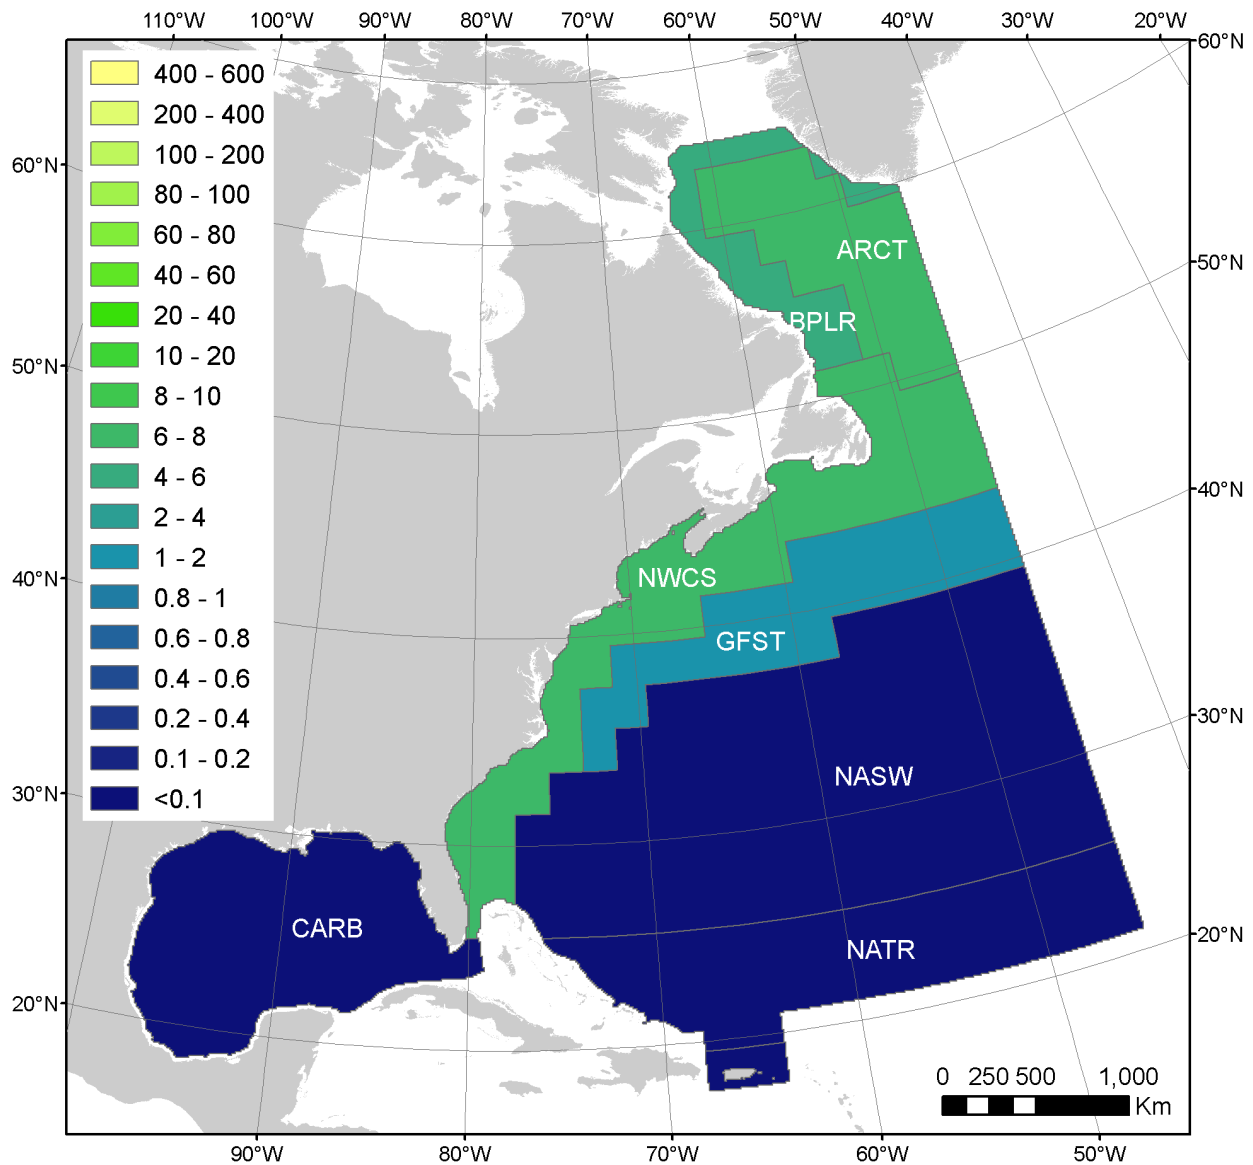 110°W 100°W 90°W 80°W 70°W 60°W 50°W 40°W 30°W 20°W
60°N
50°N
40°N
30°N
20°N
60°N
50°N
40°N
30°N
20°N
400 - 600
200 - 400
100 - 200
80 - 100
60 - 80
40 - 60
20 - 40
10 - 20
8 - 10
6 - 8
4 - 6
2 - 4
1 - 2
0.8 - 1
0.6 - 0.8
0.4 - 0.6
0.2 - 0.4
0.1 - 0.2
<0.1
ARCT
BPLR
NWCS
GFST
NASW
CARB
NATR
0 250 500 1,000
Km
90°W 80°W 70°W 60°W 50°W